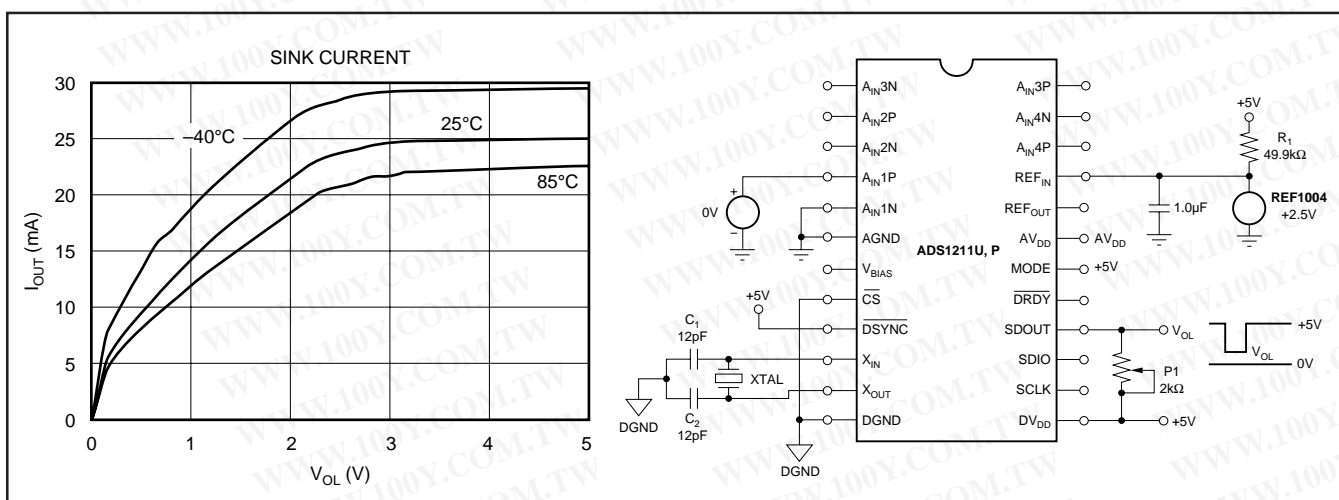 SINK CURRENT
30
25
20
15
10
5
0
0
1
2
3
4
5
I_OUT (mA)
V_OL (V)
–40°C
25°C
85°C
A_IN3N
A_IN2P
A_IN2N
A_IN1P
A_IN1N
AGND
V_BIAS
CS
DSYNC
X_IN
X_OUT
DGND
ADS1211U, P
A_IN3P
A_IN4N
A_IN4P
REF_IN
REF_OUT
AV_DD
MODE
DRDY
SDOUT
SDIO
SCLK
DV_DD
+
0V
–
+5V
C1
12pF
XTAL
C2
12pF
DGND
DGND
+5V
R1
49.9kΩ
1.0µF
REF1004
+2.5V
AV_DD
+5V
V_OL
P1
2kΩ
+5V
+5V
V_OL
0V
WWW.100Y.COM.TW